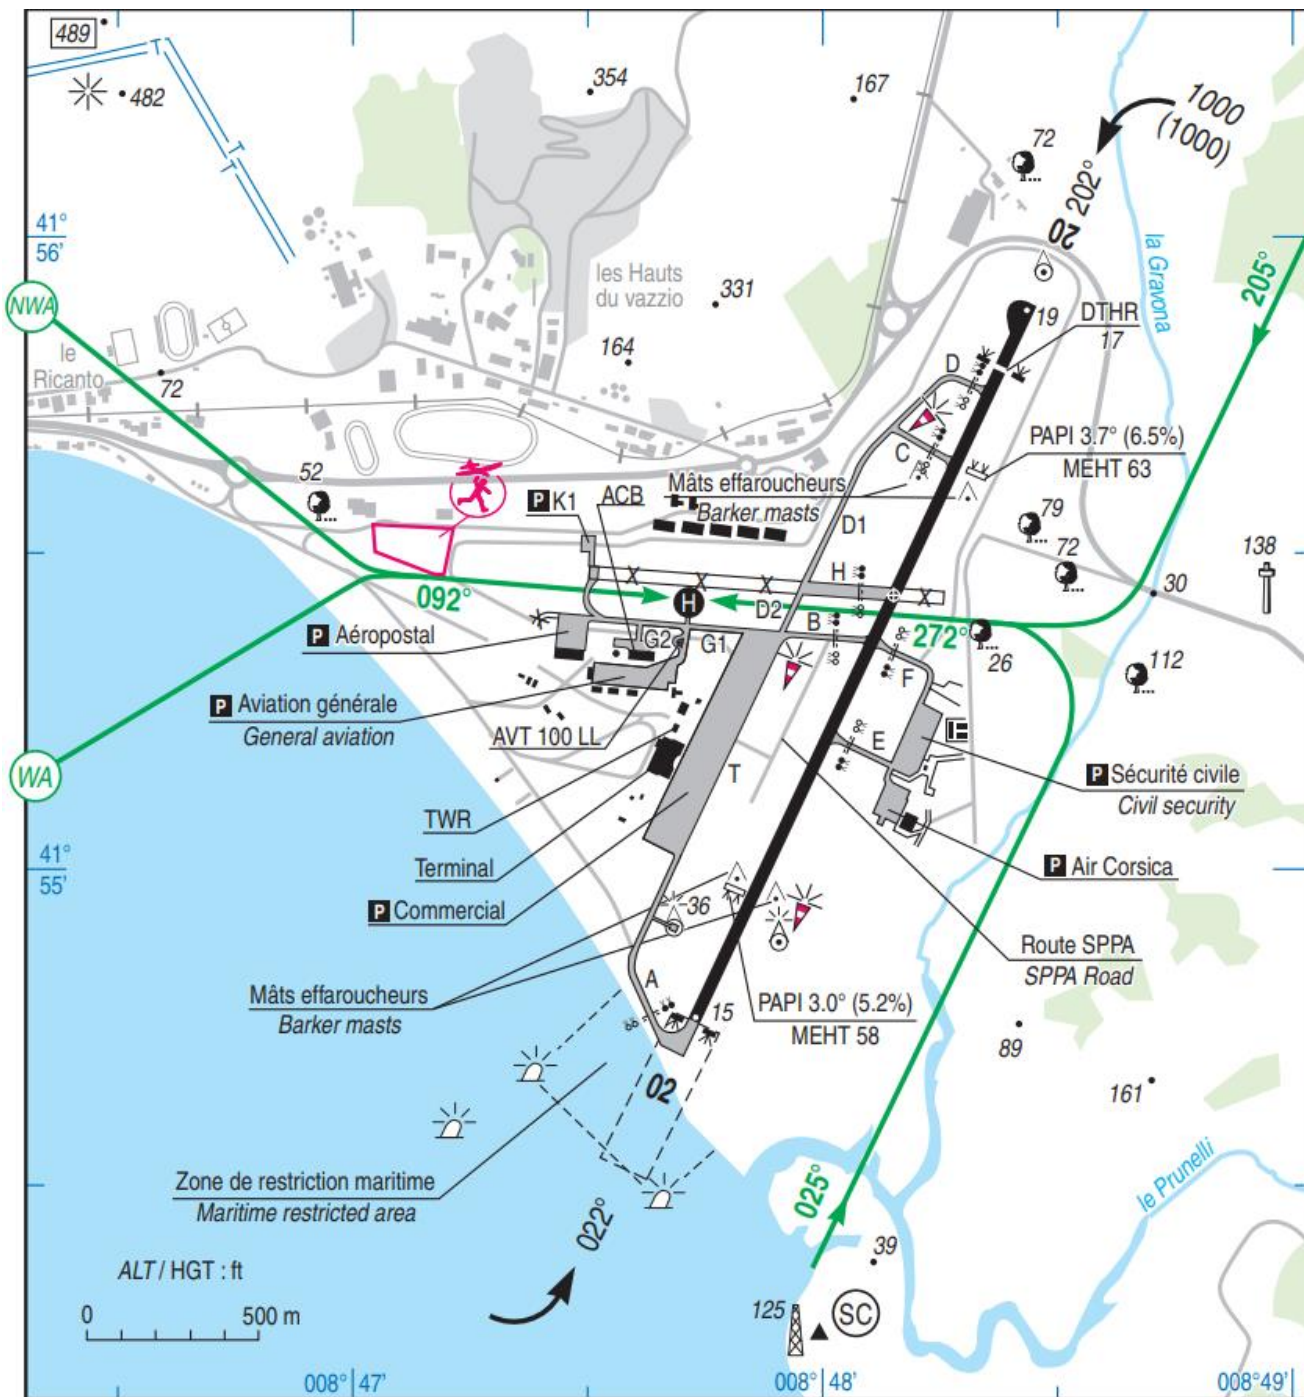 489
482
354
167
1000
(1000)
72
20
202°
41°
56'
la Gravona
205°
NWA
les Hauts
du vazzio
331
19
DTHR
17
le
Ricanto
72
164
D
PAPI 3.7° (6.5%)
MEHT 63
C
52
P K1
ACB
Mâts effaroucheurs
Barker masts
D1
79
72
138
H
30
092°
H
D2
B
272°
P Aéropostal
G2
G1
26
F
112
P Aviation générale
General aviation
AVT 100 LL
E
T
P Sécurité civile
Civil security
WA
TWR
41°
55'
Terminal
P Air Corsica
P Commercial
36
Route SPPA
SPPA Road
A
Mâts effaroucheurs
Barker masts
15
PAPI 3.0° (5.2%)
MEHT 58
89
02
161
Zone de restriction maritime
Maritime restricted area
022°
025°
le Prunelli
39
ALT / HGT : ft
0
500 m
125
SC
008° 47'
008° 48'
008°49'